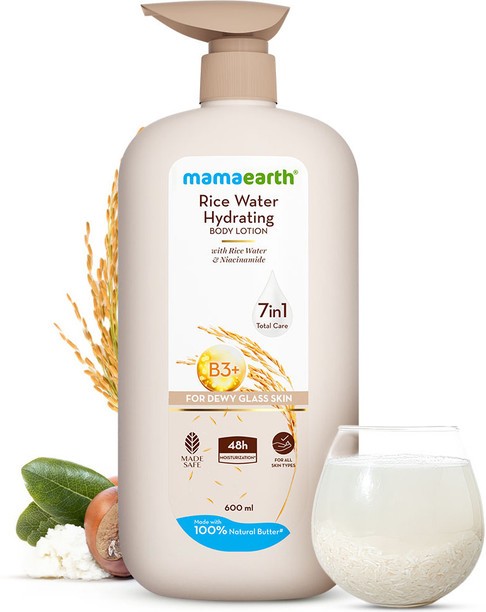 mamaearth®
Rice Water
Hydrating
BODY LOTION
with Rice Water
& Niacinamide
7in1
Total Care
B3+
FOR DEWY GLASS SKIN
MADE
SAFE
48h
MOISTURIZATION*
FOR ALL
SKIN TYPES
600 ml
Made with
100% Natural Butter#